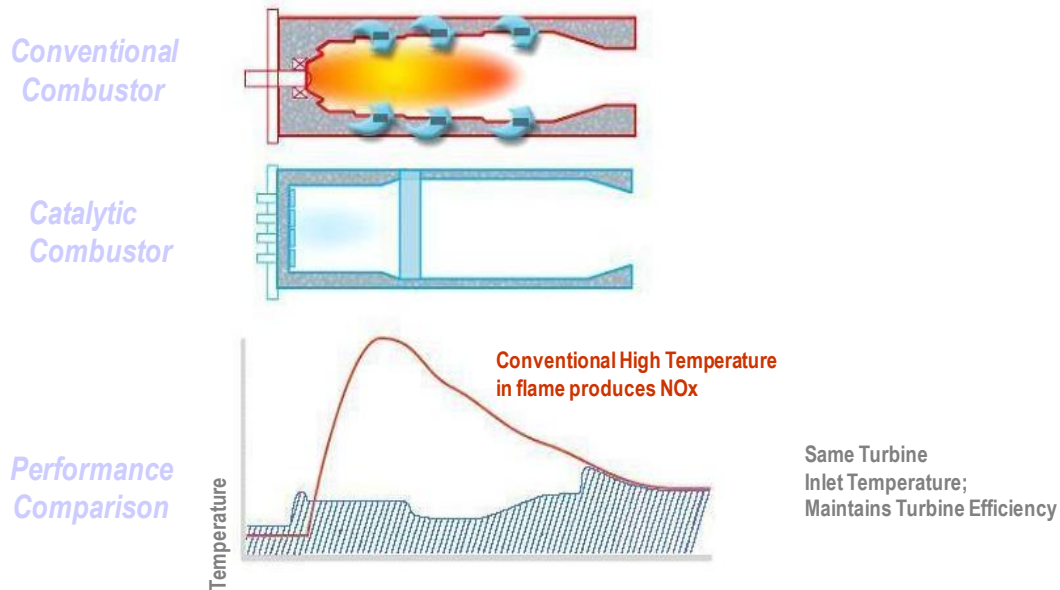 Conventional
Combustor
Catalytic
Combustor
Conventional High Temperature
in flame produces NOx
Performance
Comparison
Temperature
Same Turbine
Inlet Temperature;
Maintains Turbine Efficiency